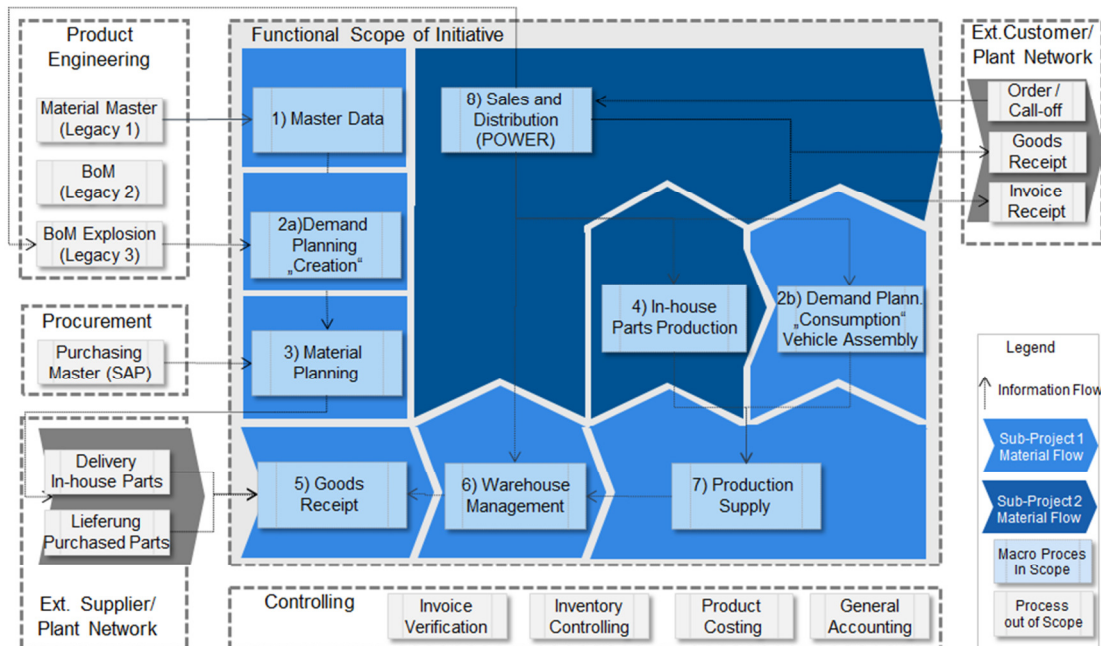 Product
Engineering
Material Master
(Legacy 1)
BoM
(Legacy 2)
BoM Explosion
(Legacy 3)
Procurement
Purchasing
Master (SAP)
Delivery
In-house Parts
Lieferung
Purchased Parts
Ext. Supplier/
Plant Network
Functional Scope of Initiative
1) Master Data
2a)Demand
Planning
„Creation“
3) Material
Planning
8) Sales and
Distribution
(POWER)
4) In-house
Parts Production
2b) Demand Plann.
„Consumption“
Vehicle Assembly
5) Goods
Receipt
6) Warehouse
Management
7) Production
Supply
Controlling
Invoice
Verification
Inventory
Controlling
Product
Costing
General
Accounting
Ext.Customer/
Plant Network
Order /
Call-off
Goods
Receipt
Invoice
Receipt
Legend
Information Flow
Sub-Project 1
Material Flow
Sub-Project 2
Material Flow
Macro Proces
In Scope
Process
out of Scope